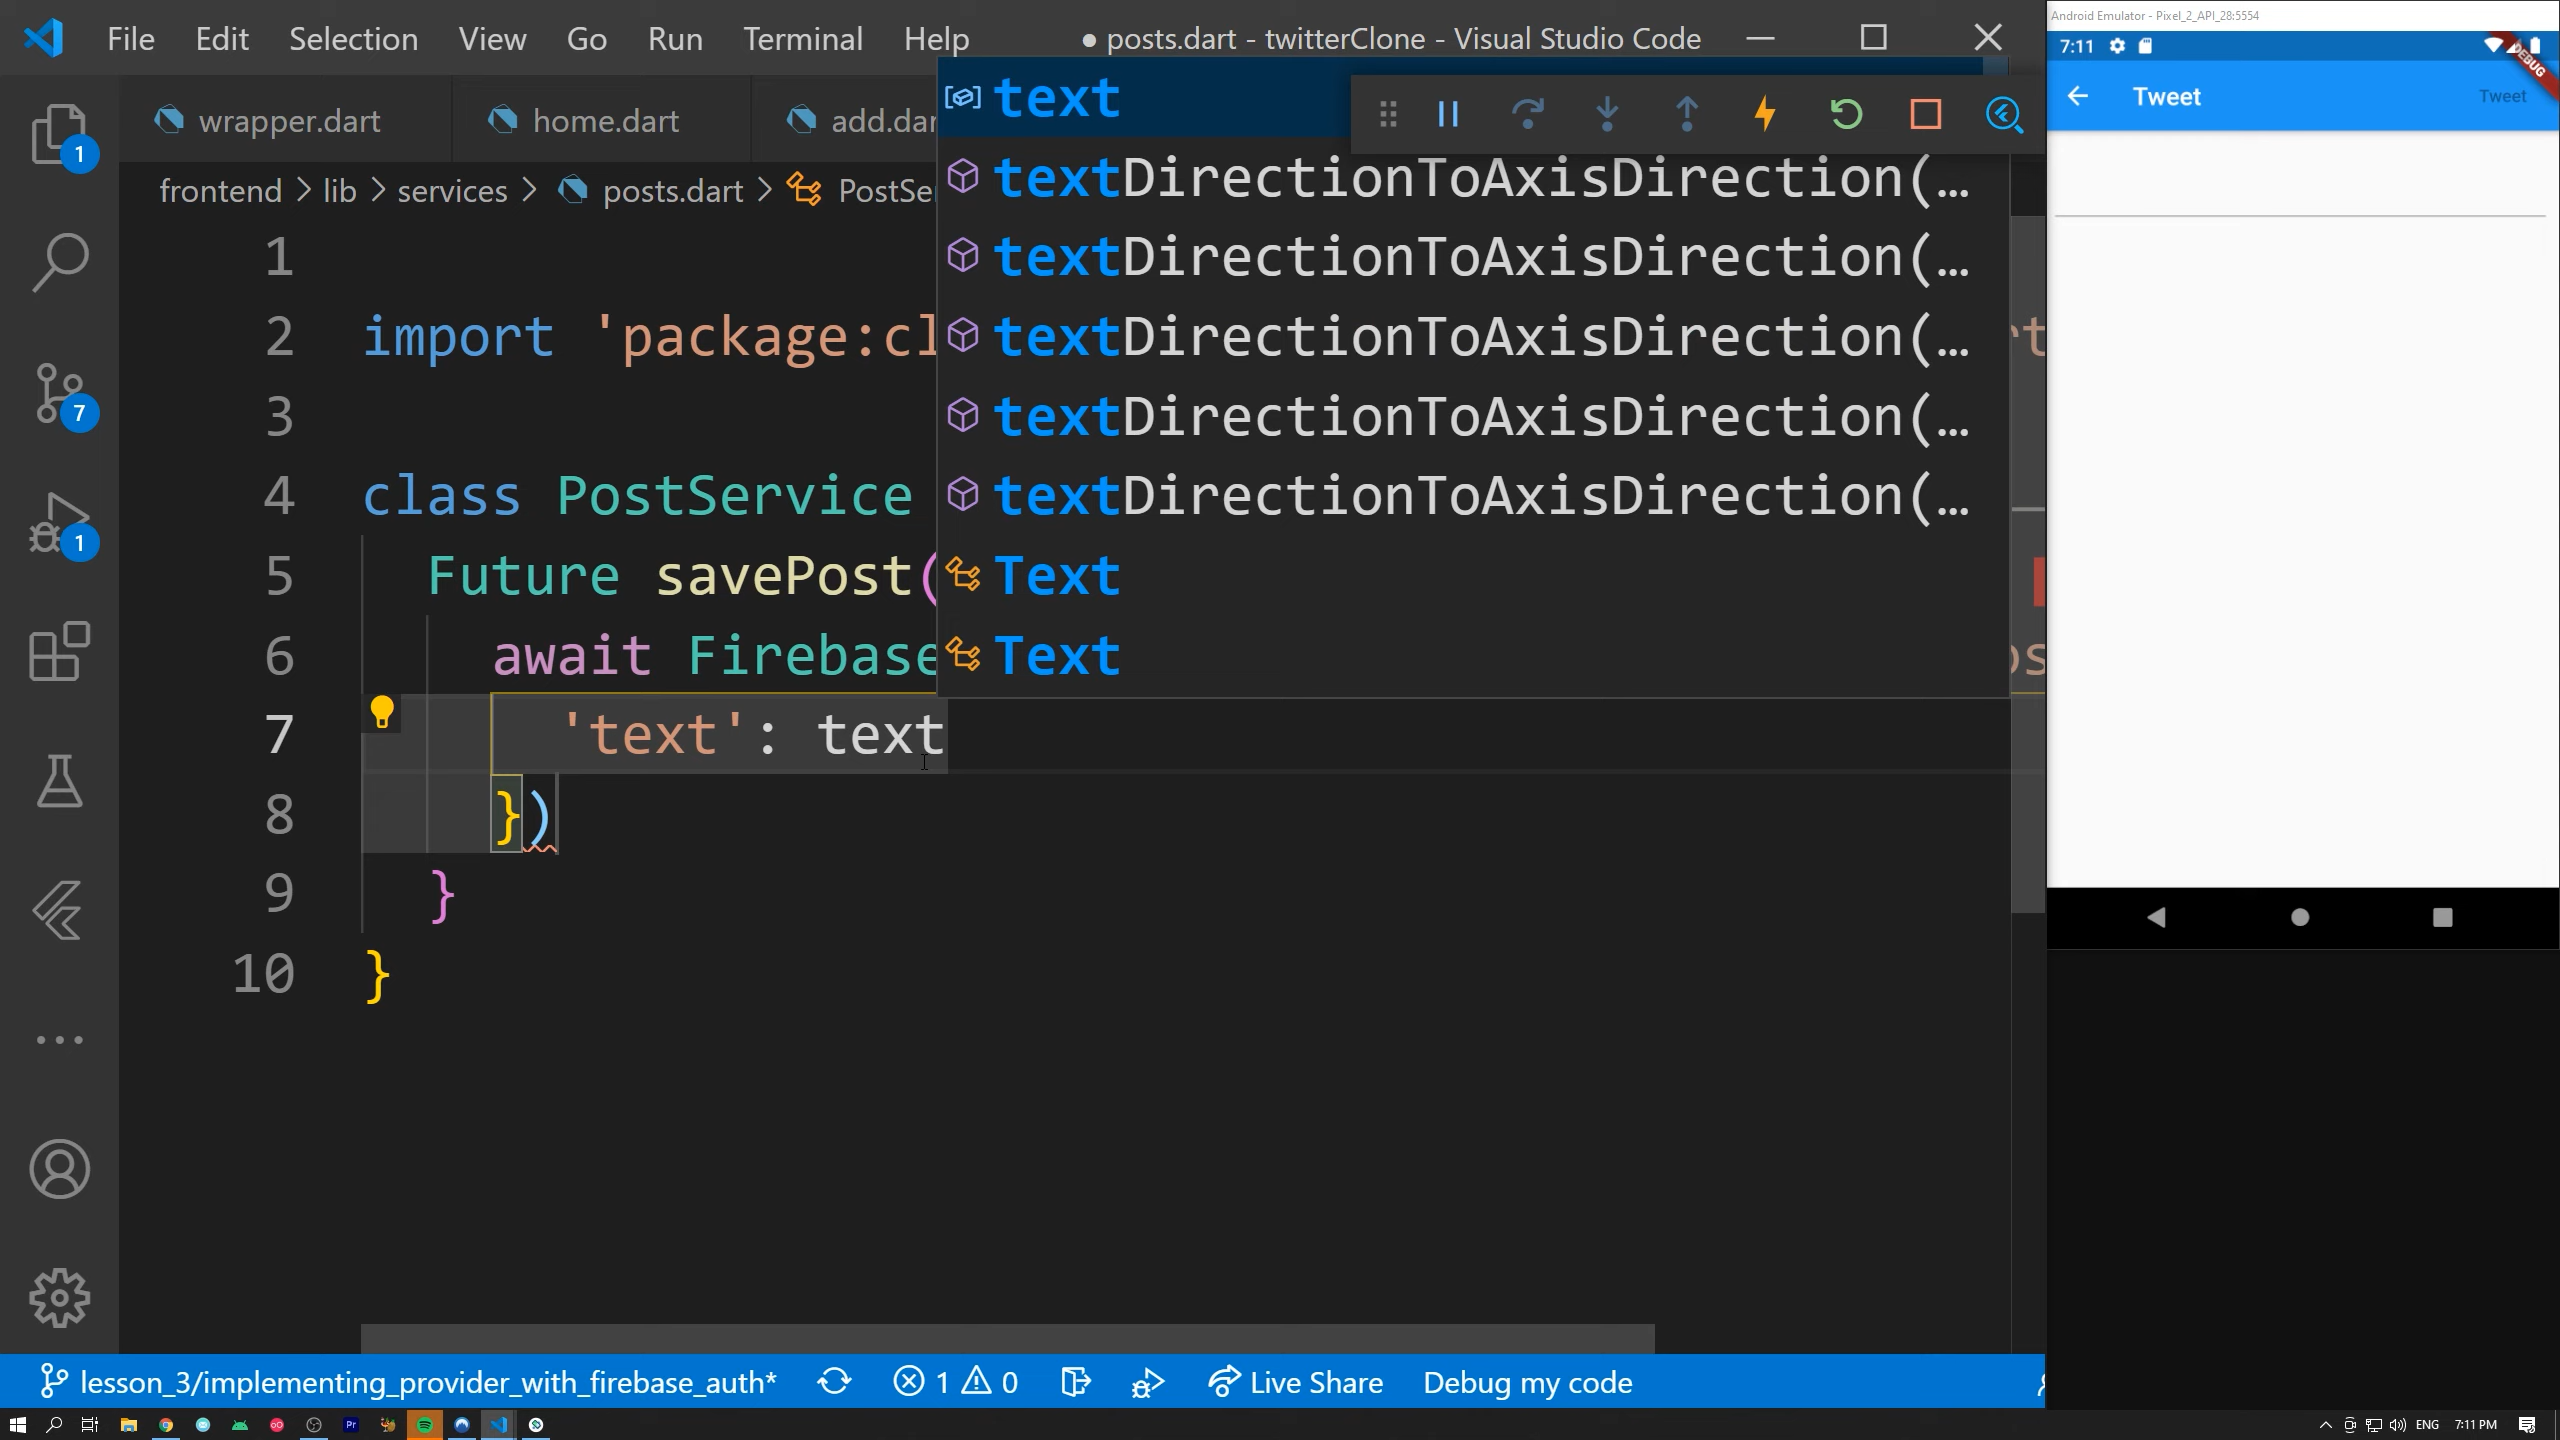 File Edit Selection View Go Run Terminal Help ● posts.dart - twitterClone - Visual Studio Code
wrapper.dart home.dart add.dar
frontend > lib > services > posts.dart > PostSe
text
textDirectionToAxisDirection(…
textDirectionToAxisDirection(…
textDirectionToAxisDirection(…
textDirectionToAxisDirection(…
textDirectionToAxisDirection(…
Text
Text
1
2 import 'package:cl
3
4 class PostService
5 Future savePost(
6 await Firebase
7 'text': text
8 })
9 }
10 }
1
7
1
lesson_3/implementing_provider_with_firebase_auth* 1 0 Live Share Debug my code
Android Emulator - Pixel_2_API_28:5554
7:11
DEBUG
Tweet Tweet
ENG 7:11 PM